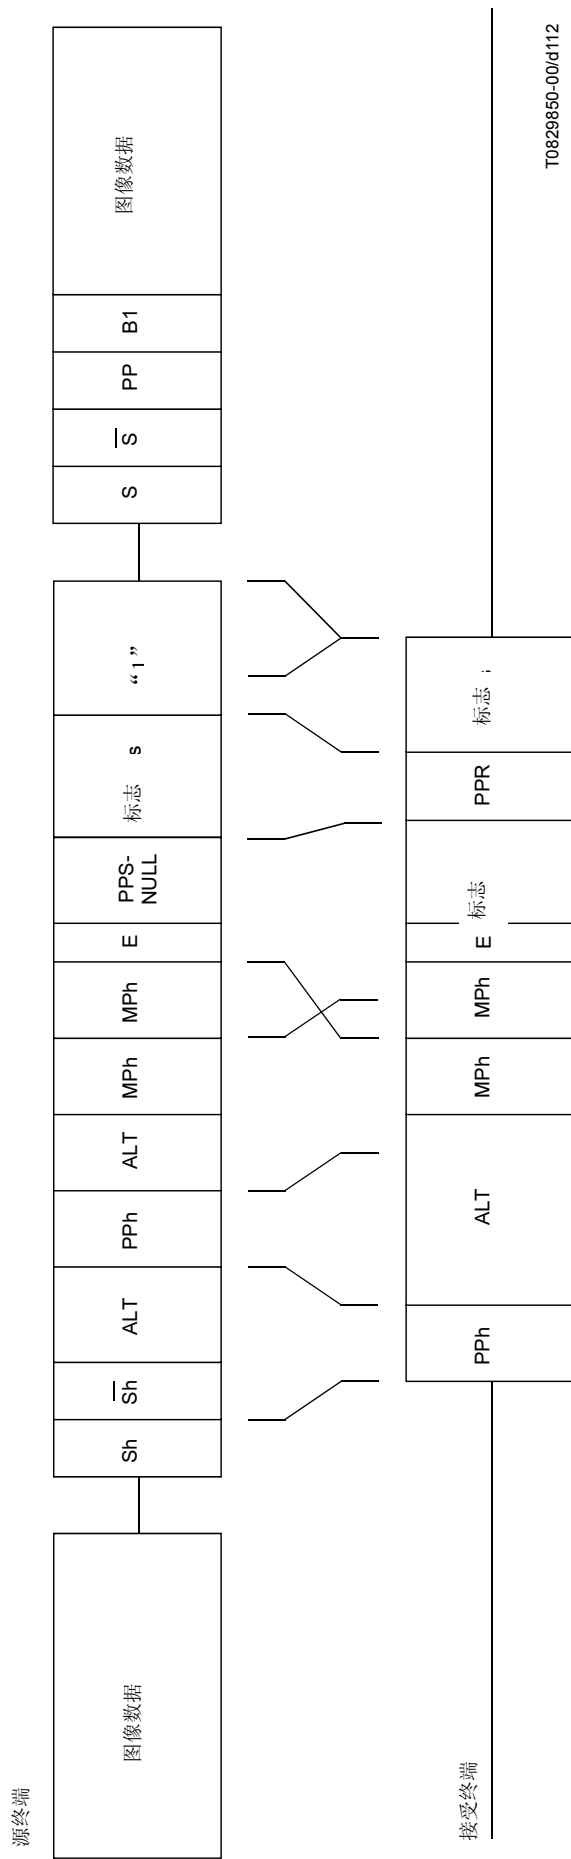 源终端
图像数据
Sh
S̅h
ALT
PPh
ALT
MPh
MPh
E
PPS-
NULL
标志 s
“1”
S
S̅
PP
B1
图像数据
接受终端
PPh
ALT
MPh
MPh
E
标志
PPR
标志
T0829850-00/d112